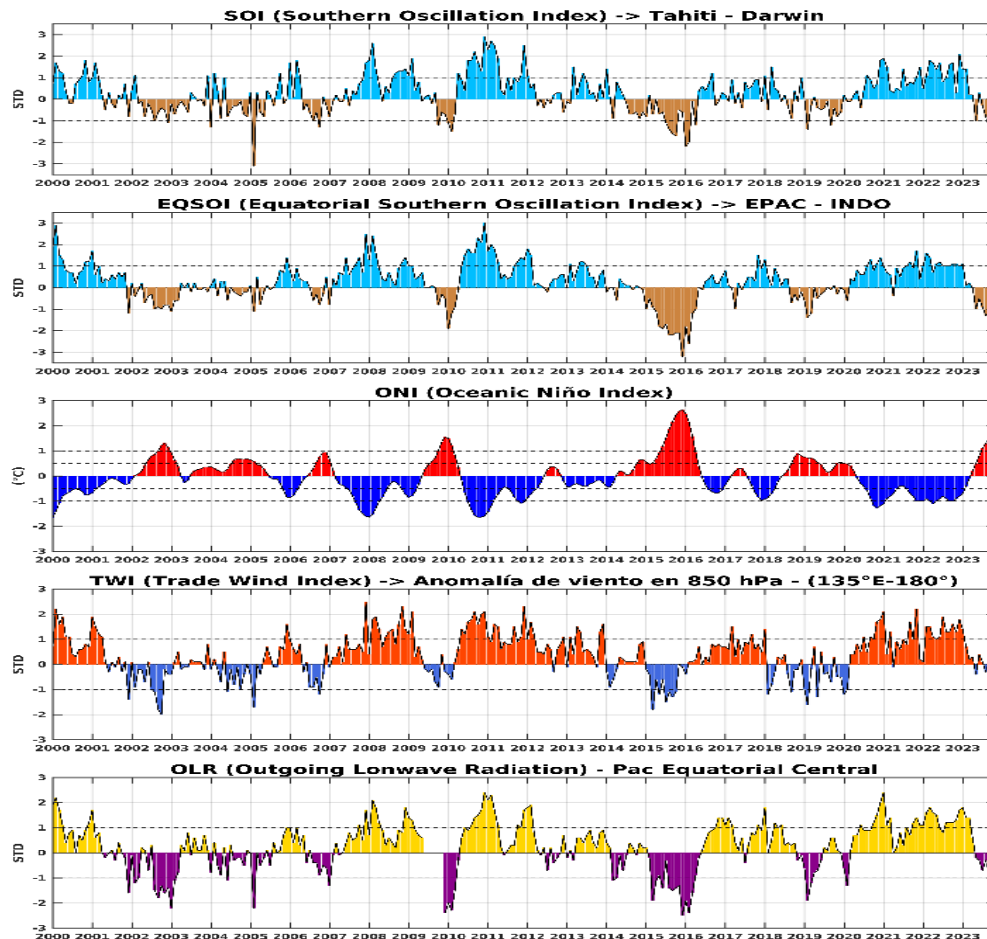 SOI (Southern Oscillation Index) -> Tahiti - Darwin
3
2
1
0
-1
-2
-3
STD
2000 2001 2002 2003 2004 2005 2006 2007 2008 2009 2010 2011 2012 2013 2014 2015 2016 2017 2018 2019 2020 2021 2022 2023
EQSOI (Equatorial Southern Oscillation Index) -> EPAC - INDO
3
2
1
0
-1
-2
-3
STD
2000 2001 2002 2003 2004 2005 2006 2007 2008 2009 2010 2011 2012 2013 2014 2015 2016 2017 2018 2019 2020 2021 2022 2023
ONI (Oceanic Niño Index)
3
2
1
0
-1
-2
-3
(°C)
2000 2001 2002 2003 2004 2005 2006 2007 2008 2009 2010 2011 2012 2013 2014 2015 2016 2017 2018 2019 2020 2021 2022 2023
TWI (Trade Wind Index) -> Anomalía de viento en 850 hPa - (135°E-180°)
3
2
1
0
-1
-2
-3
STD
2000 2001 2002 2003 2004 2005 2006 2007 2008 2009 2010 2011 2012 2013 2014 2015 2016 2017 2018 2019 2020 2021 2022 2023
OLR (Outgoing Lonwave Radiation) - Pac Equatorial Central
3
2
1
0
-1
-2
-3
STD
2000 2001 2002 2003 2004 2005 2006 2007 2008 2009 2010 2011 2012 2013 2014 2015 2016 2017 2018 2019 2020 2021 2022 2023